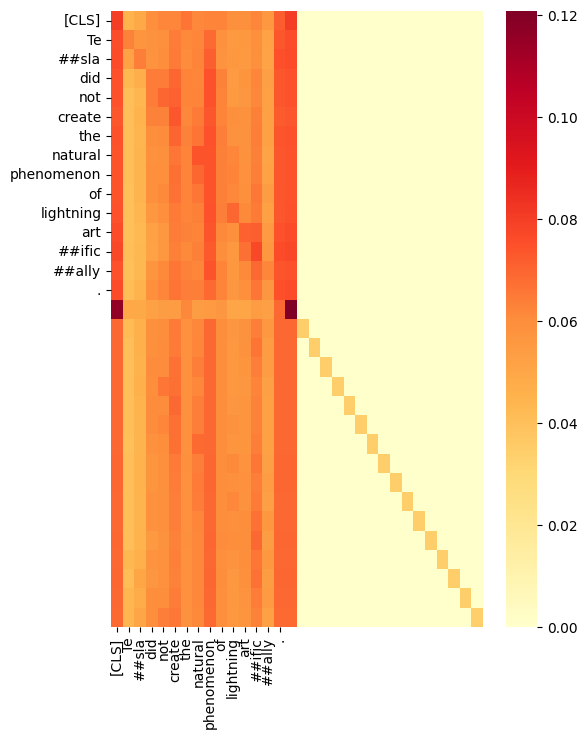 [CLS]
Te
##sla
did
not
create
the
natural
phenomenon
of
lightning
art
##ific
##ally
.
[CLS]
Te
##sla
did
not
create
the
natural
phenomenon
of
lightning
art
##ific
##ally
.
0.12
0.10
0.08
0.06
0.04
0.02
0.00